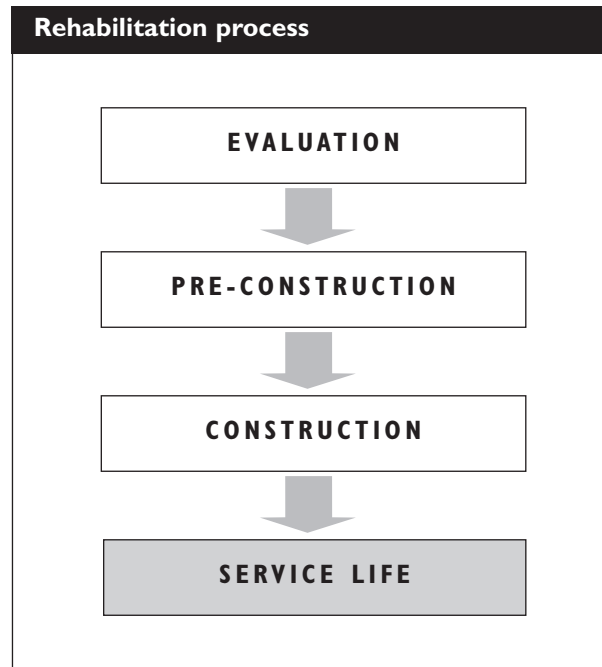 Rehabilitation process
EVALUATION
PRE-CONSTRUCTION
CONSTRUCTION
SERVICE LIFE